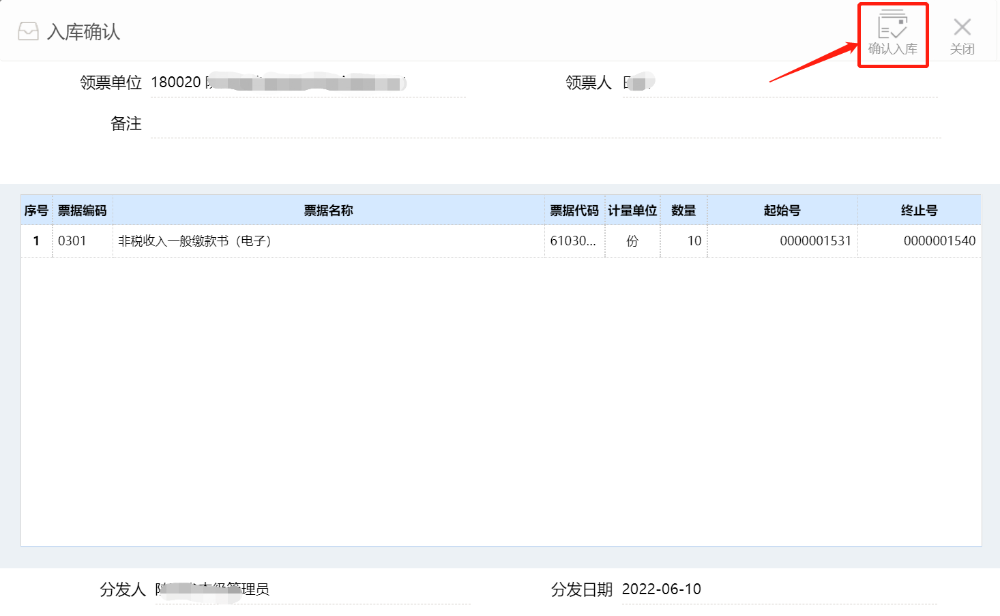 入库确认
确认入库
关闭
领票单位 180020
领票人
备注
序号 票据编码 票据名称 票据代码 计量单位 数量 起始号 终止号
1 0301 非税收入一般缴款书（电子） 61030... 份 10 0000001531 0000001540
分发人 管理员
分发日期 2022-06-10